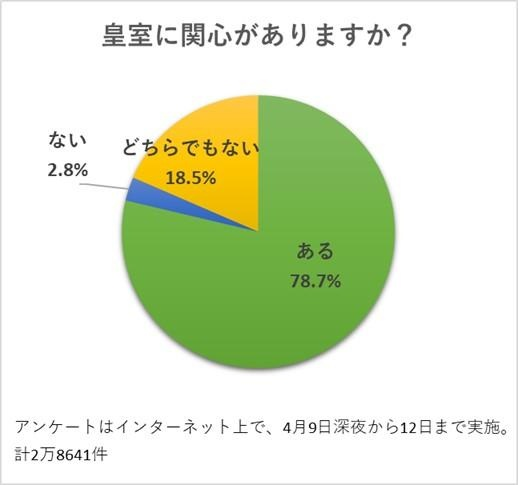 皇室に関心がありますか？
ない
2.8%
どちらでもない
18.5%
ある
78.7%
アンケートはインターネット上で、4月9日深夜から12日まで実施。
計2万8641件